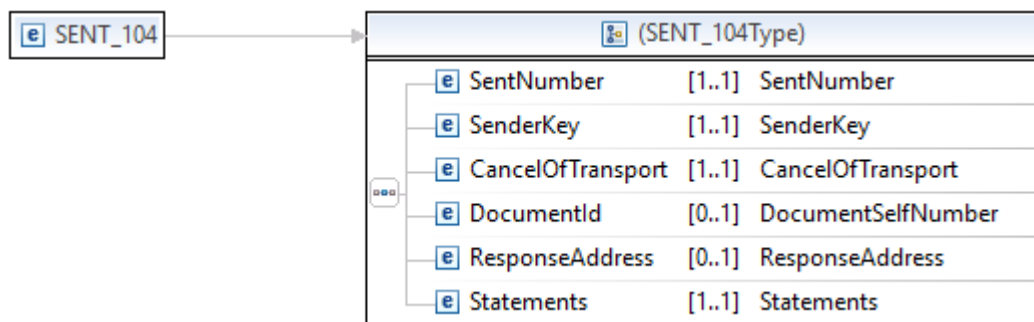 e SENT_104
(SENT_104Type)
e SentNumber [1..1] SentNumber
e SenderKey [1..1] SenderKey
e CancelOfTransport [1..1] CancelOfTransport
e DocumentId [0..1] DocumentSelfNumber
e ResponseAddress [0..1] ResponseAddress
e Statements [1..1] Statements